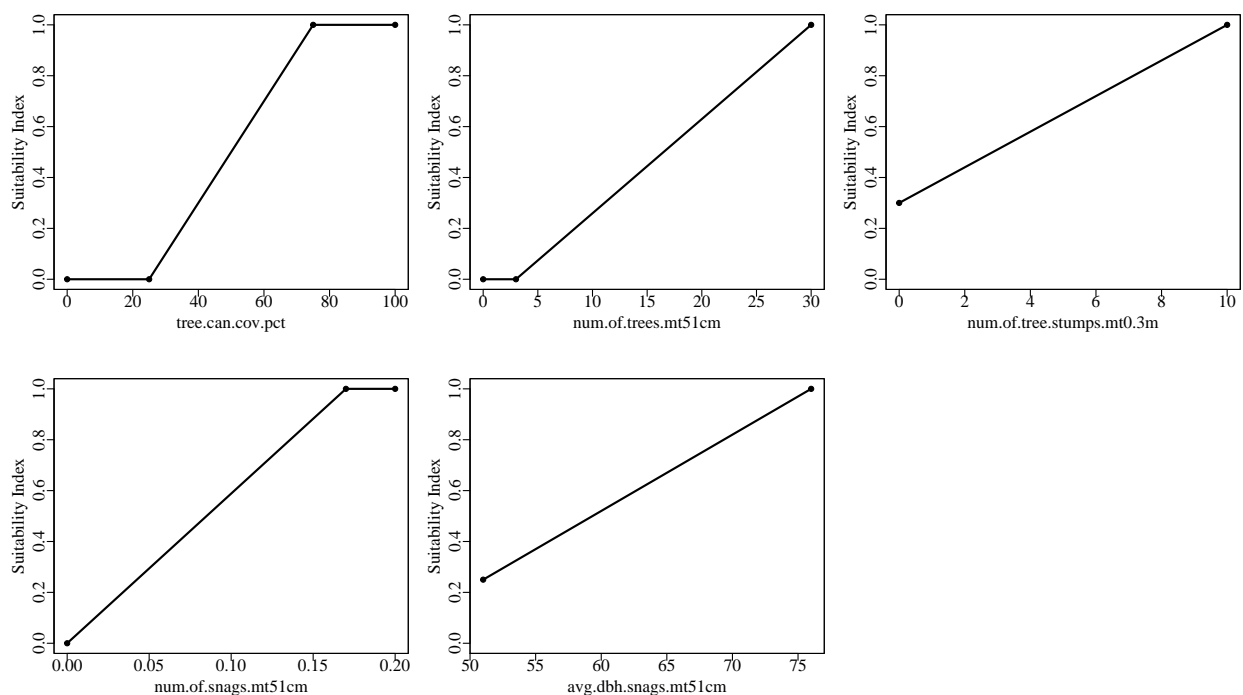 Suitability Index
0.0 0.2 0.4 0.6 0.8 1.0
0 20 40 60 80 100
tree.can.cov.pct
Suitability Index
0.0 0.2 0.4 0.6 0.8 1.0
0 5 10 15 20 25 30
num.of.trees.mt51cm
Suitability Index
0.0 0.2 0.4 0.6 0.8 1.0
0 2 4 6 8 10
num.of.tree.stumps.mt0.3m
Suitability Index
0.0 0.2 0.4 0.6 0.8 1.0
0.00 0.05 0.10 0.15 0.20
num.of.snags.mt51cm
Suitability Index
0.0 0.2 0.4 0.6 0.8 1.0
50 55 60 65 70 75
avg.dbh.snags.mt51cm